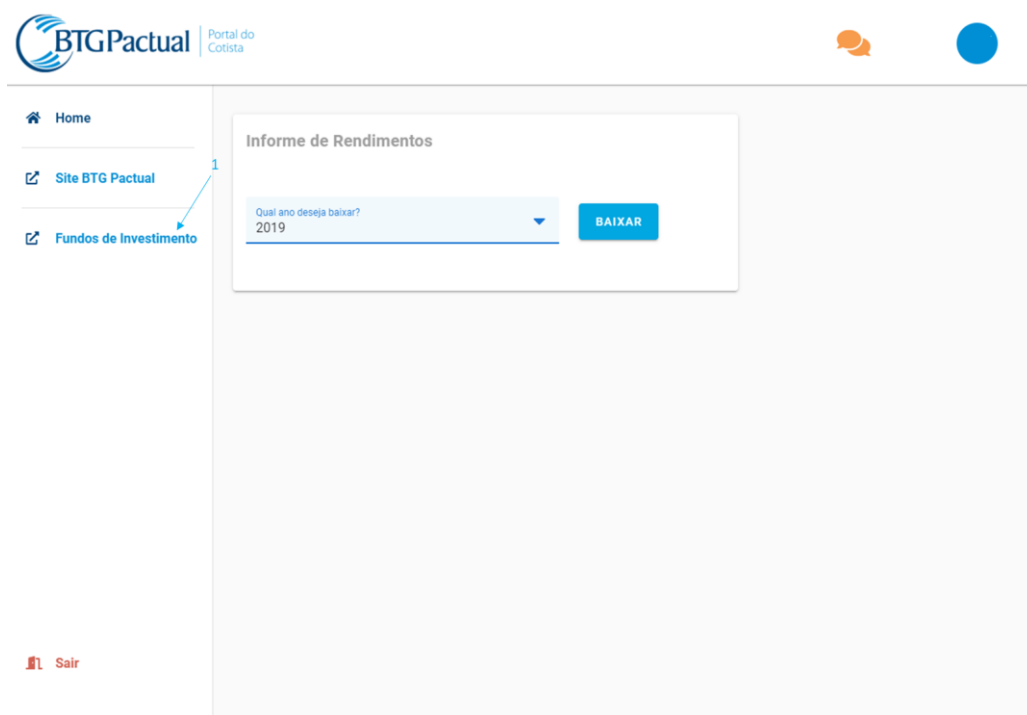 BTGPactual
Portal do
Cotista
Home
Informe de Rendimentos
1
Site BTG Pactual
Qual ano deseja baixar?
2019
BAIXAR
Fundos de Investimento
Sair